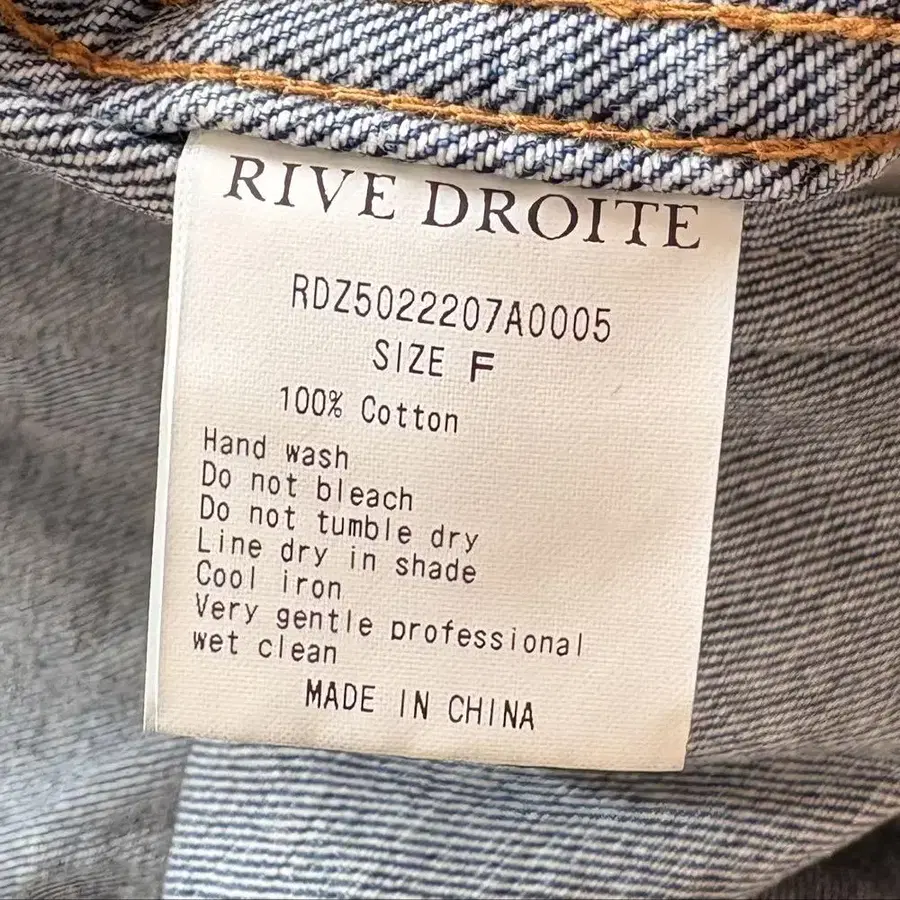 RIVE DROITE
RDZ5022207A0005
SIZE F
100% Cotton
Hand wash
Do not bleach
Do not tumble dry
Line dry in shade
Cool iron
Very gentle professional
wet clean
MADE IN CHINA